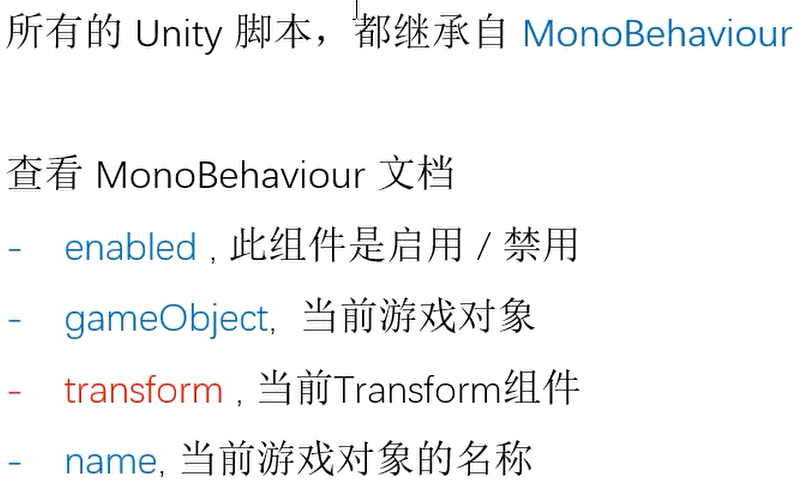 所有的 Unity 脚本，都继承自 MonoBehaviour
查看 MonoBehaviour 文档
- enabled , 此组件是启用 / 禁用
- gameObject, 当前游戏对象
- transform , 当前Transform组件
- name, 当前游戏对象的名称